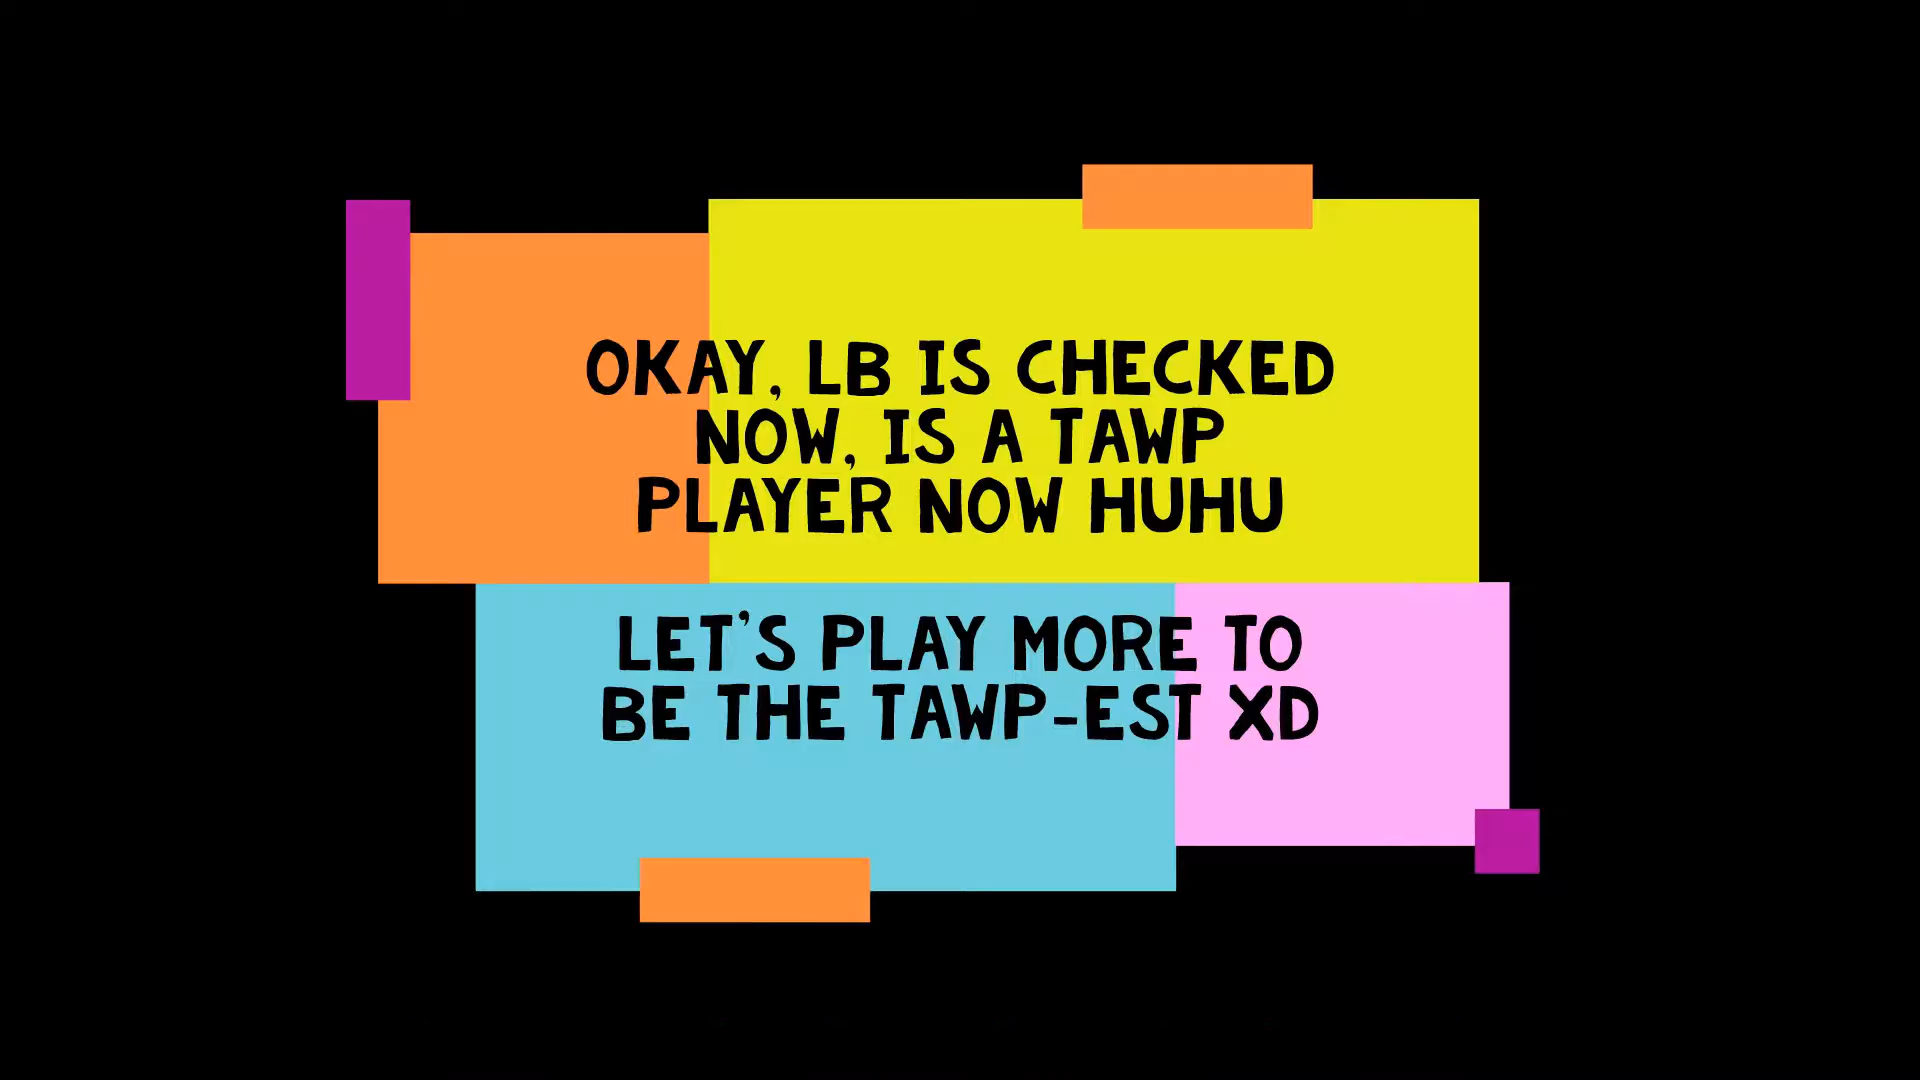 OKAY, LB IS CHECKED
NOW, IS A TAWP
PLAYER NOW HUHU
LET'S PLAY MORE TO
BE THE TAWP-EST XD